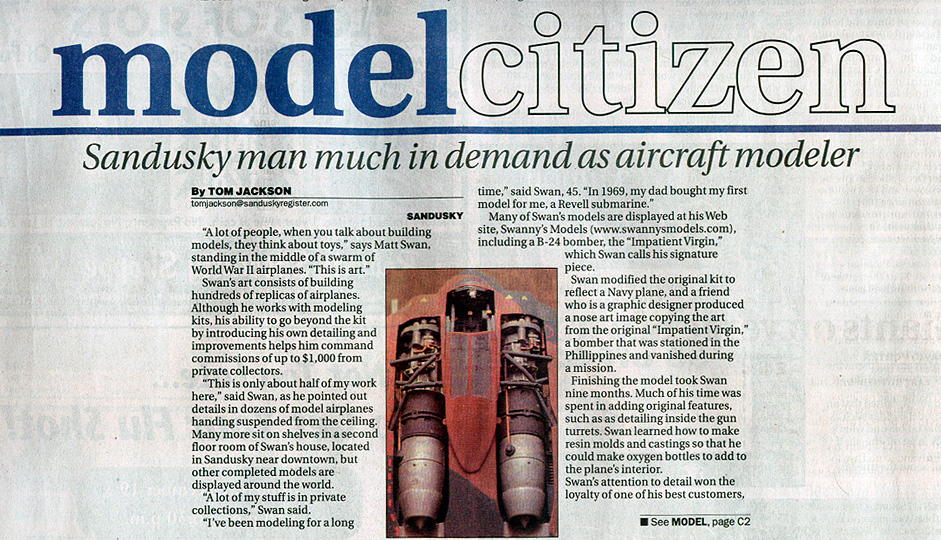 modelcitizen
Sandusky man much in demand as aircraft modeler
By TOM JACKSON
tomjackson@sanduskyregister.com
SANDUSKY
"A lot of people, when you talk about building
models, they think about toys," says Matt Swan,
standing in the middle of a swarm of
World War II airplanes. "This is art."
Swan's art consists of building
hundreds of replicas of airplanes.
Although he works with modeling
kits, his ability to go beyond the kit
by introducing his own detailing and
improvements helps him command
commissions of up to $1,000 from
private collectors.
"This is only about half of my work
here," said Swan, as he pointed out
details in dozens of model airplanes
handing suspended from the ceiling.
Many more sit on shelves in a second
floor room of Swan's house, located
in Sandusky near downtown, but
other completed models are
displayed around the world.
"A lot of my stuff is in private
collections," Swan said.
"I've been modeling for a long
time," said Swan, 45. "In 1969, my dad bought my first
model for me, a Revell submarine."
Many of Swan's models are displayed at his Web
site, Swanny's Models (www.swannysmodels.com),
including a B-24 bomber, the "Impatient Virgin,"
which Swan calls his signature
piece.
Swan modified the original kit to
reflect a Navy plane, and a friend
who is a graphic designer produced
a nose art image copying the art
from the original "Impatient Virgin,"
a bomber that was stationed in the
Phillippines and vanished during
a mission.
Finishing the model took Swan
nine months. Much of his time was
spent in adding original features,
such as as detailing inside the gun
turrets. Swan learned how to make
resin molds and castings so that he
could make oxygen bottles to add to
the plane's interior.
Swan's attention to detail won the
loyalty of one of his best customers,
■ See MODEL, page C2